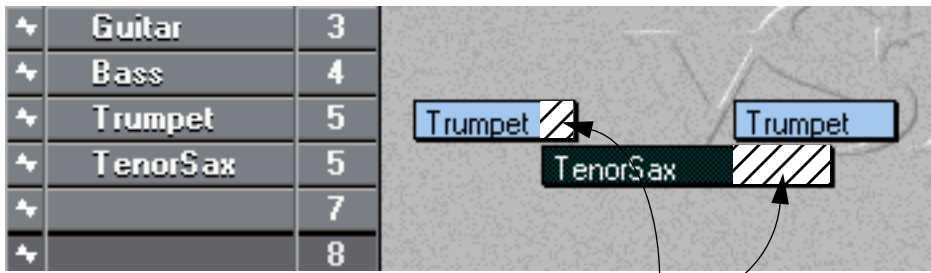 Guitar 3
Bass 4
Trumpet 5 Trumpet Trumpet
TenorSax 5 TenorSax
7
8